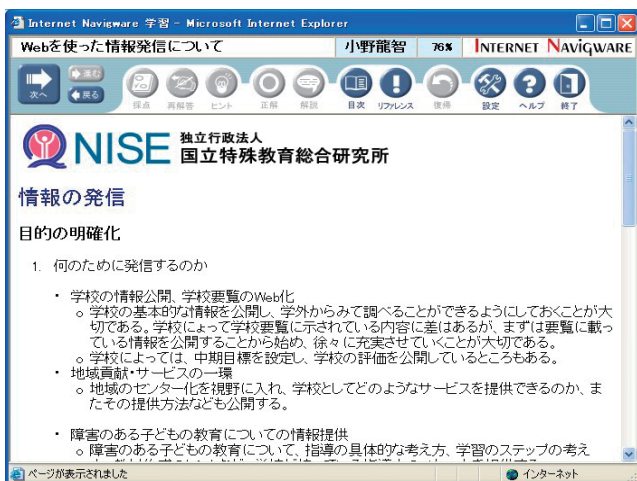 Internet Navigware 学習 - Microsoft Internet Explorer
Webを使った情報発信について 小野龍智 76% INTERNET NAVIGWARE
次へ 進む 戻る 採点 再解答 ヒント 正解 解説 目次 リファレンス 復帰 設定 ヘルプ 終了
NISE 独立行政法人
国立特殊教育総合研究所
情報の発信
目的の明確化
1. 何のために発信するのか
・ 学校の情報公開、学校要覧のWeb化
○ 学校の基本的な情報を公開し、学外からみて調べることができるようにしておくことが大
切である。学校によって学校要覧に示されている内容に差はあるが、まずは要覧に載っ
ている情報を公開することから始め、徐々に充実させていくことが大切である。
○ 学校によっては、中期目標を設定し、学校の評価を公開しているところもある。
・ 地域貢献・サービスの一環
○ 地域のセンター化を視野に入れ、学校としてどのようなサービスを提供できるのか、ま
たその提供方法なども公開する。
・ 障害のある子どもの教育についての情報提供
○ 障害のある子どもの教育について、指導の具体的な考え方、学習のステップの考え
ページが表示されました インターネット